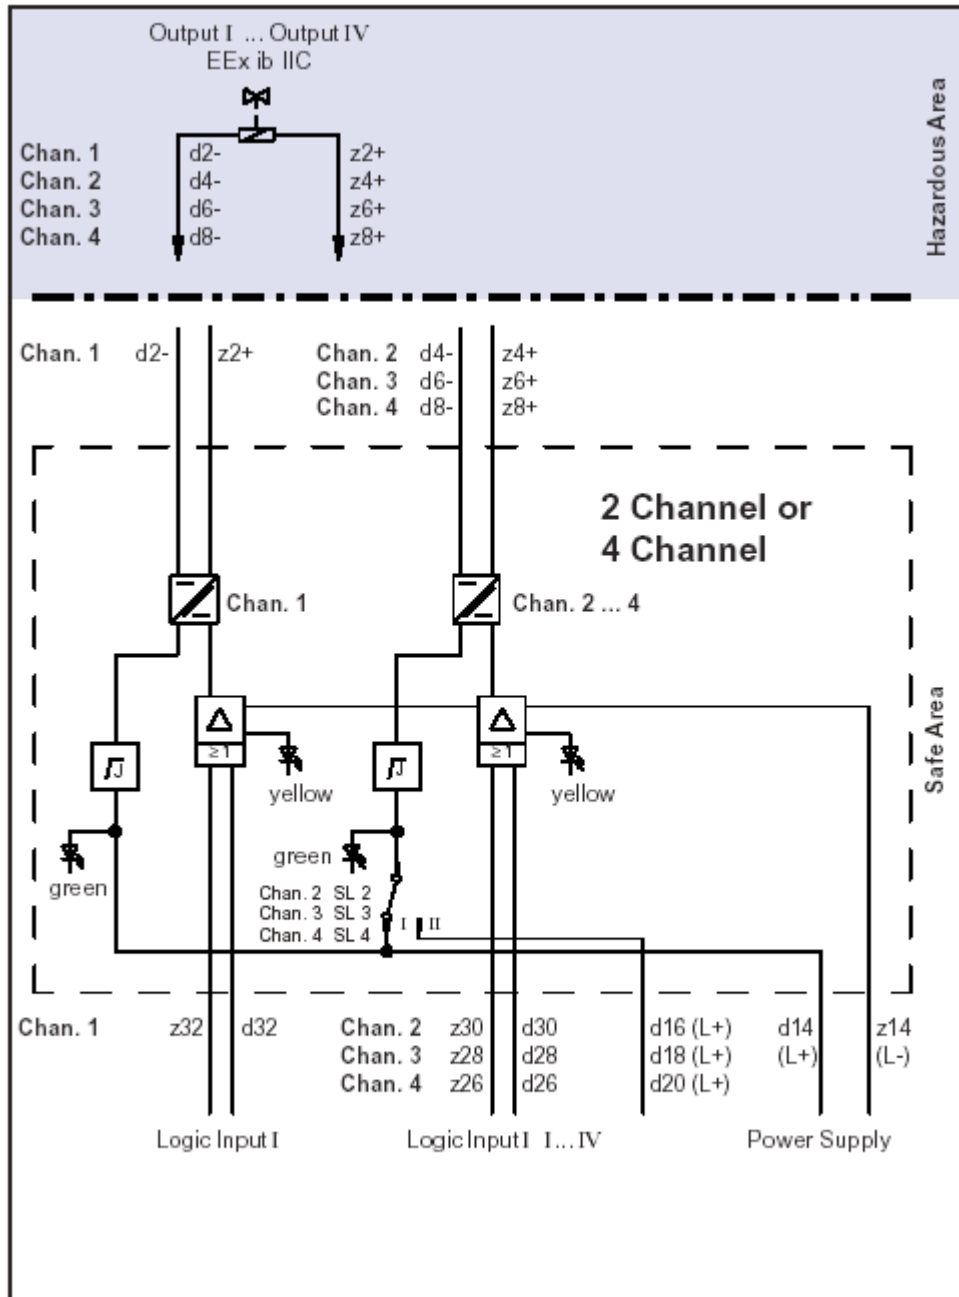 Output I ... Output IV
EEx ib IIC
Hazardous Area
Chan. 1 d2- z2+
Chan. 2 d4- z4+
Chan. 3 d6- z6+
Chan. 4 d8- z8+
Chan. 1 d2- z2+ Chan. 2 d4- z4+
Chan. 3 d6- z6+
Chan. 4 d8- z8+
2 Channel or
4 Channel
Chan. 1 Chan. 2 ... 4
Safe Area
≥1 ≥1
yellow yellow
green green
Chan. 2 SL 2
Chan. 3 SL 3 I II
Chan. 4 SL 4
Chan. 1 z32 d32 Chan. 2 z30 d30 d16 (L+) d14 z14
Chan. 3 z28 d28 d18 (L+) (L+) (L-)
Chan. 4 z26 d26 d20 (L+)
Logic Input I Logic Input I I ... IV Power Supply